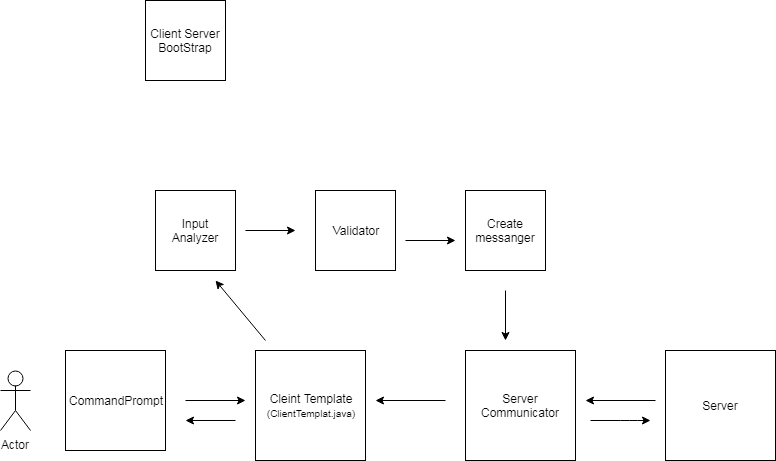 Client Server
BootStrap
Input
Analyzer
Validator
Create
messanger
CommandPrompt
Cleint Template
(ClientTemplat.java)
Server
Communicator
Server
Actor